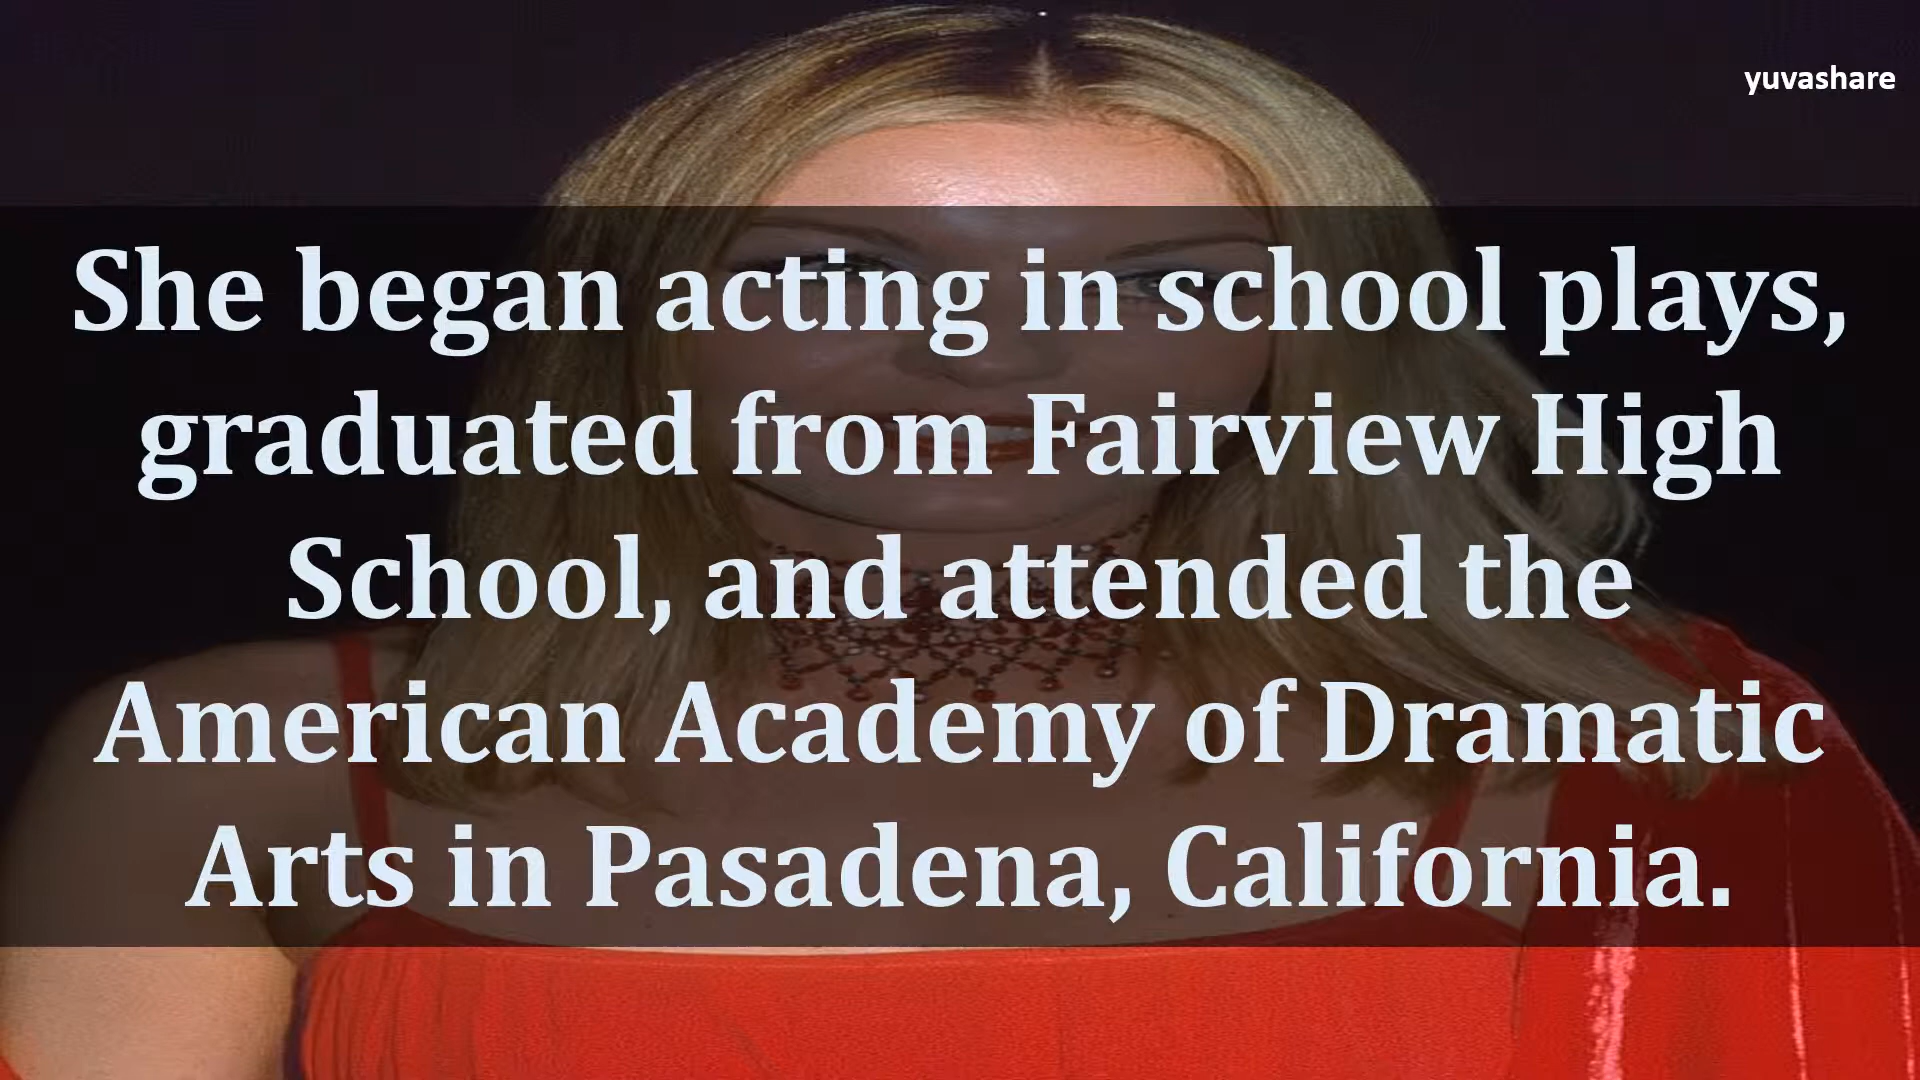 yuvashare
She began acting in school plays,
graduated from Fairview High
School, and attended the
American Academy of Dramatic
Arts in Pasadena, California.